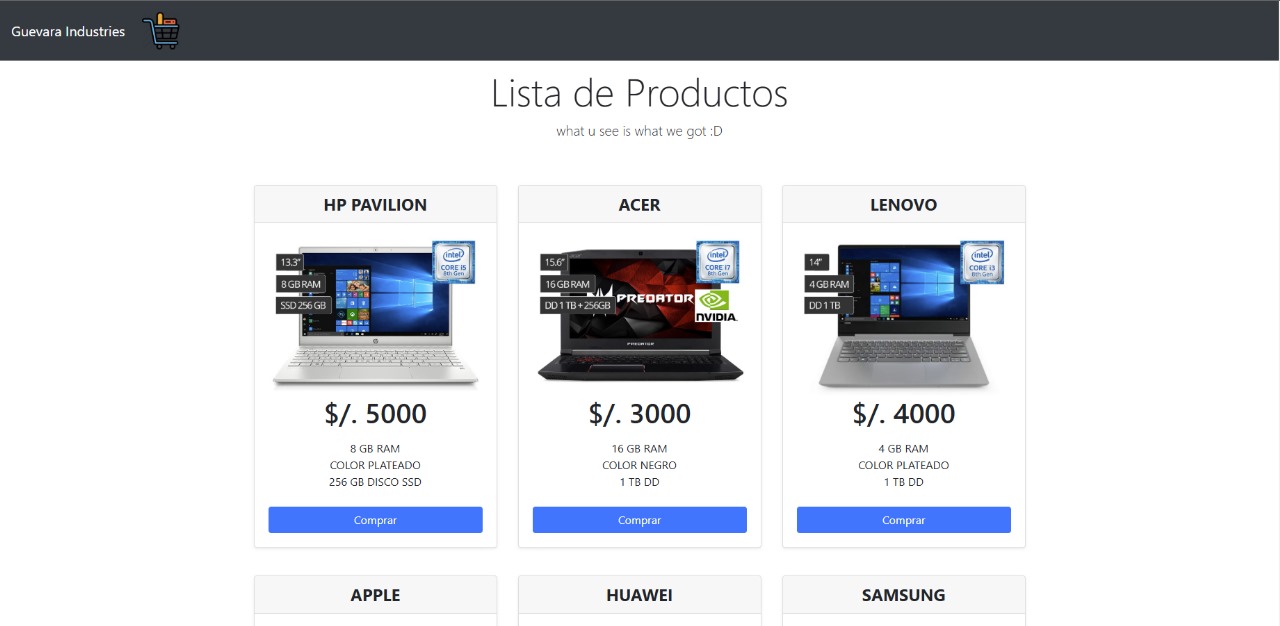 Guevara Industries
Lista de Productos
what u see is what we got :D
HP PAVILION
13.3"
8 GB RAM
SSD 256 GB
intel
CORE i5
8th Gen
$/. 5000
8 GB RAM
COLOR PLATEADO
256 GB DISCO SSD
Comprar
ACER
15.6"
16 GB RAM
DD 1 TB + 256GB
PREDATOR
intel
CORE i7
8th Gen
NVIDIA.
PREDATOR
$/. 3000
16 GB RAM
COLOR NEGRO
1 TB DD
Comprar
LENOVO
14"
4 GB RAM
DD 1 TB
intel
CORE i3
8th Gen
$/. 4000
4 GB RAM
COLOR PLATEADO
1 TB DD
Comprar
APPLE
HUAWEI
SAMSUNG